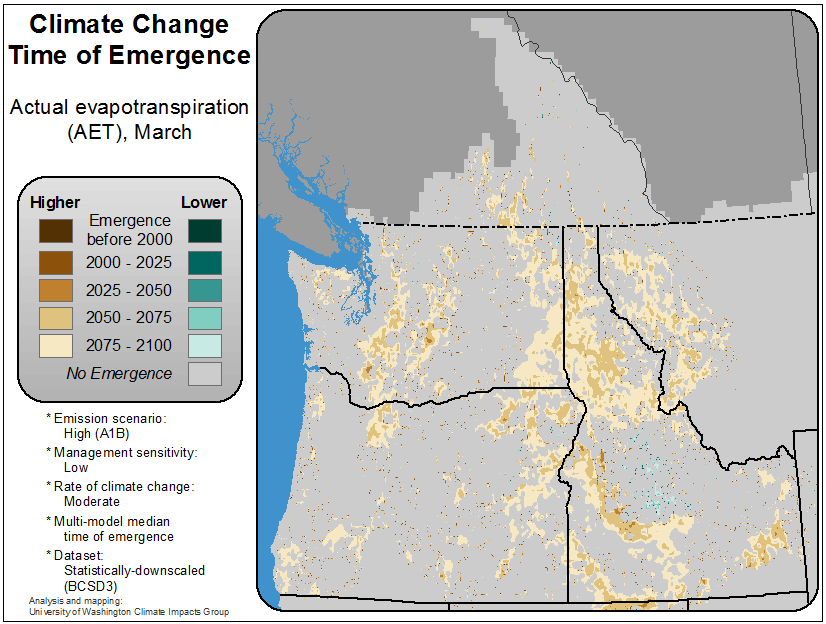 Climate Change
Time of Emergence
Actual evapotranspiration
(AET), March
Higher Lower
Emergence
before 2000
2000 - 2025
2025 - 2050
2050 - 2075
2075 - 2100
No Emergence
* Emission scenario:
High (A1B)
* Management sensitivity:
Low
* Rate of climate change:
Moderate
* Multi-model median
time of emergence
* Dataset:
Statistically-downscaled
(BCSD3)
Analysis and mapping:
University of Washington Climate Impacts Group